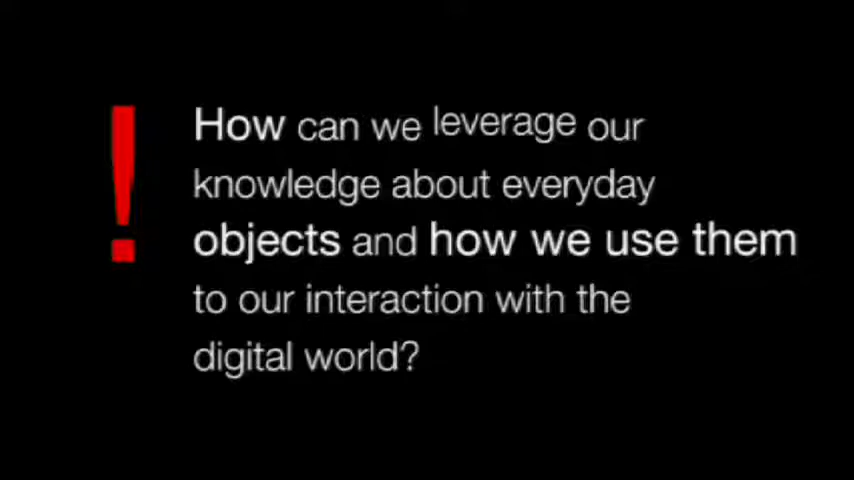 ! How can we leverage our
knowledge about everyday
objects and how we use them
to our interaction with the
digital world?